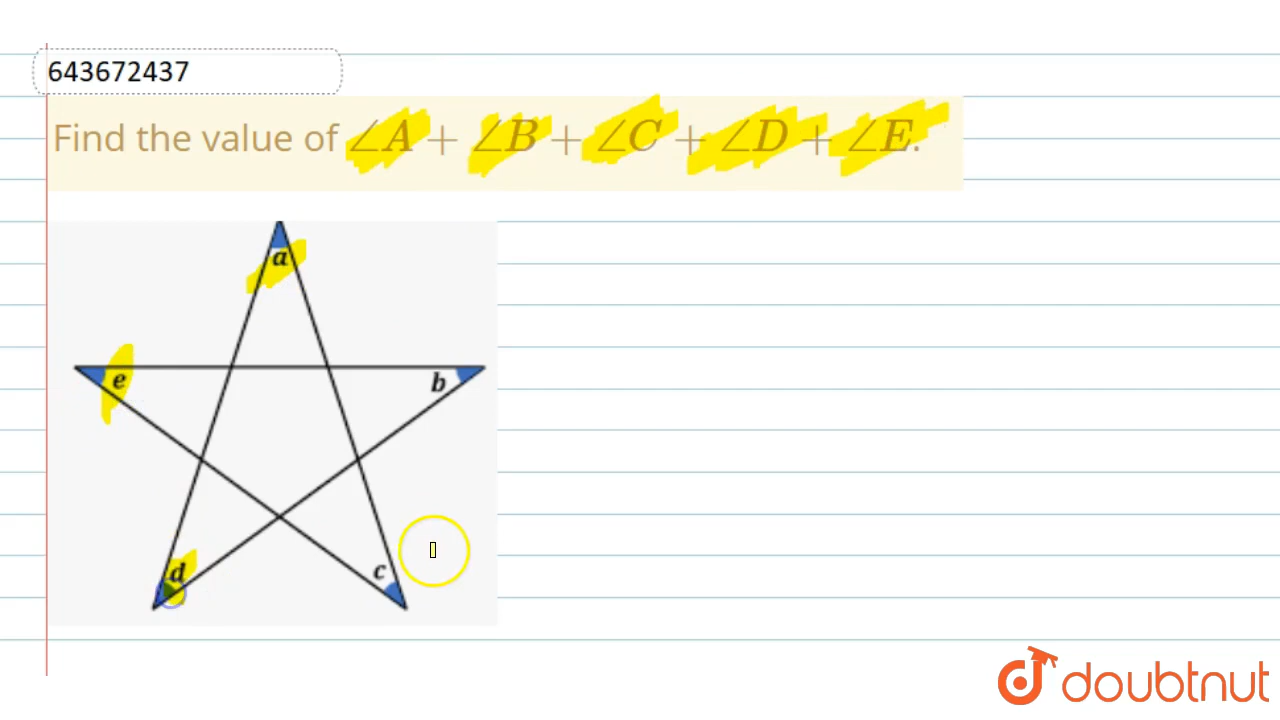 643672437
Find the value of ∠A + ∠B + ∠C + ∠D + ∠E.
a
e
b
d
c
doubtnut